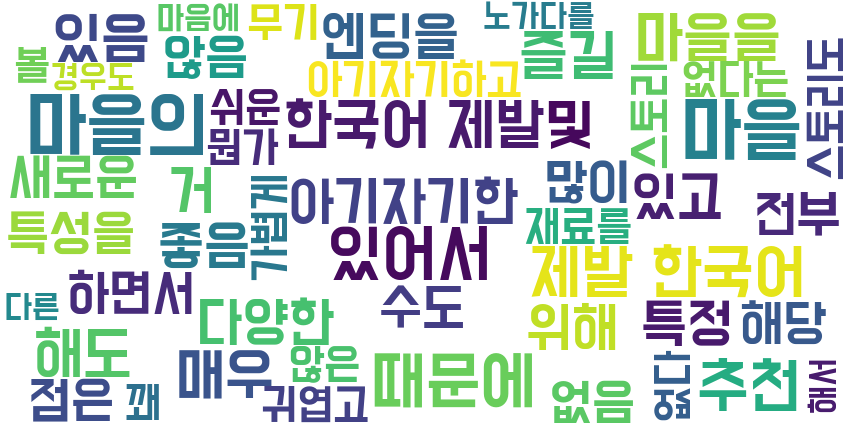 있음
마음에
무기
엔딩을
노가다를
즐길
마을을
스토리도
볼
경우도
않음
아기자기하고
스토리
없다는
마을의
쉬운
뭔가
한국어 제발및
마을
새로운
거
가볍게
아기자기한
많이
있고
전부
특성을
좋음
있어서
재료를
제발 한국어
다른
하면서
다양한
수도
위해
특정
해당
해도
매우
않은
때문에
없다
추천
종류
점은
꽤
귀엽고
없음